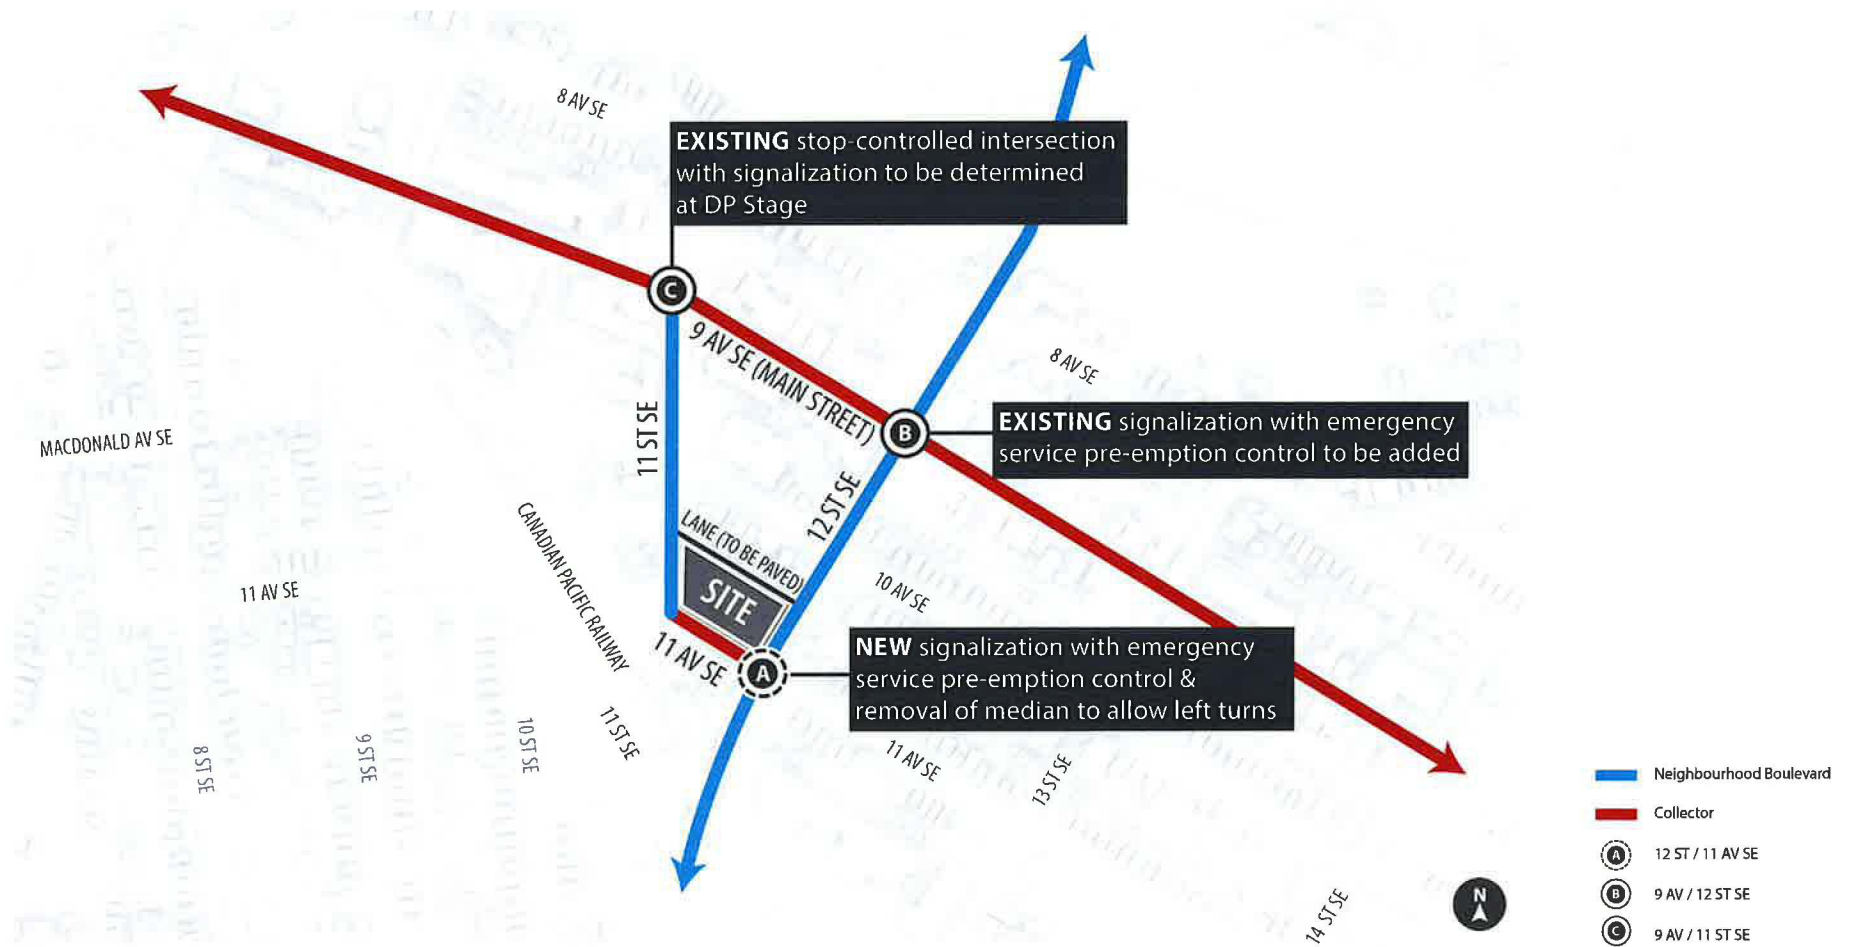 8 AV SE
EXISTING stop-controlled intersection
with signalization to be determined
at DP Stage
C
9 AV SE (MAIN STREET)
8 AV SE
11 ST SE
B
EXISTING signalization with emergency
service pre-emption control to be added
MACDONALD AV SE
12 ST SE
CANADIAN PACIFIC RAILWAY
LANE (TO BE PAVED)
11 AV SE
SITE
10 AV SE
11 AV SE
A
NEW signalization with emergency
service pre-emption control &
removal of median to allow left turns
8 ST SE
9 ST SE
10 ST SE
11 ST SE
11 AV SE
13 ST SE
14 ST SE
N
Neighbourhood Boulevard
Collector
A 12 ST / 11 AV SE
B 9 AV / 12 ST SE
C 9 AV / 11 ST SE